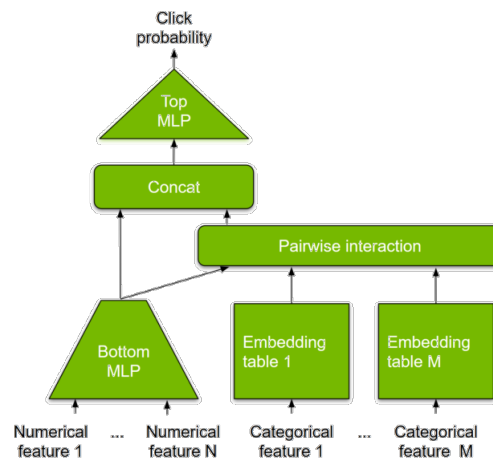 Click
probability
Top
MLP
Concat
Pairwise interaction
Bottom
MLP
Embedding
table 1
Embedding
table M
Numerical
feature 1
...
Numerical
feature N
Categorical
feature 1
...
Categorical
feature M